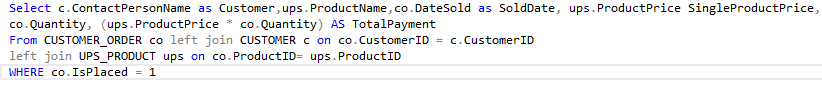 Select c.ContactPersonName as Customer,ups.ProductName,co.DateSold as SoldDate, ups.ProductPrice SingleProductPrice,
co.Quantity, (ups.ProductPrice * co.Quantity) AS TotalPayment
From CUSTOMER_ORDER co left join CUSTOMER c on co.CustomerID = c.CustomerID
left join UPS_PRODUCT ups on co.ProductID= ups.ProductID
WHERE co.IsPlaced = 1